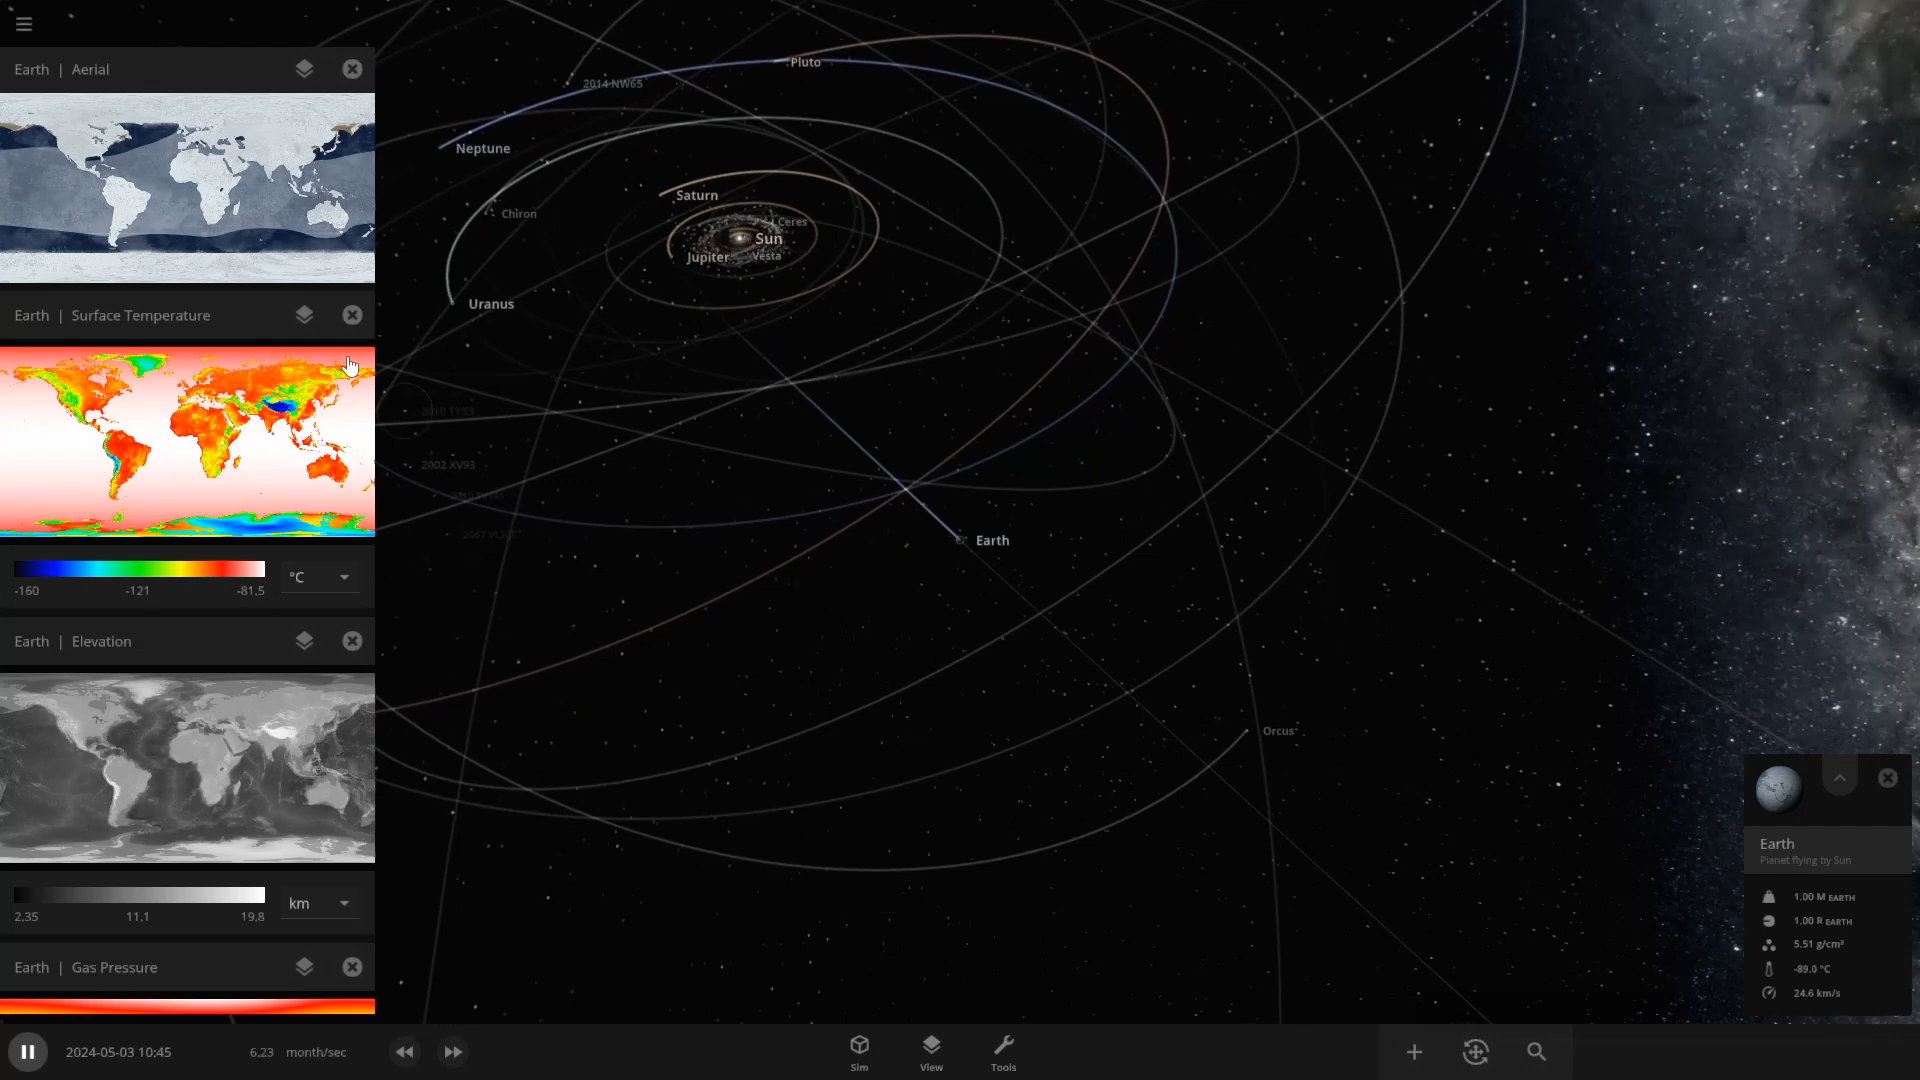 Earth | Aerial
Earth | Surface Temperature
-160 -121 -81,5
°C
Earth | Elevation
2,35 11,1 19,8
km
Earth | Gas Pressure
Pluto
2014 NW65
Neptune
Saturn
Chiron
Ceres
Sun
Jupiter
Vesta
Uranus
2002 XV93
Earth
Orcus
Earth
Planet flying by Sun
1.00 M EARTH
1.00 R EARTH
5.51 g/cm³
-89.0 °C
24.6 km/s
2024-05-03 10:45
6.23 month/sec
Sim
View
Tools